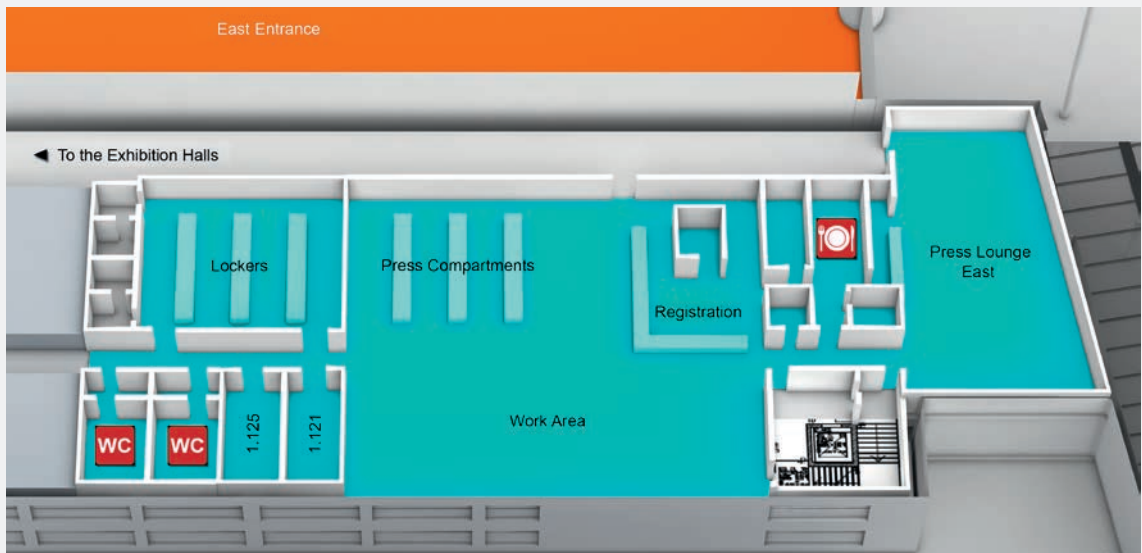 East Entrance
◄ To the Exhibition Halls
Lockers
Press Compartments
Registration
Press Lounge
East
WC
WC
1.125
1.121
Work Area